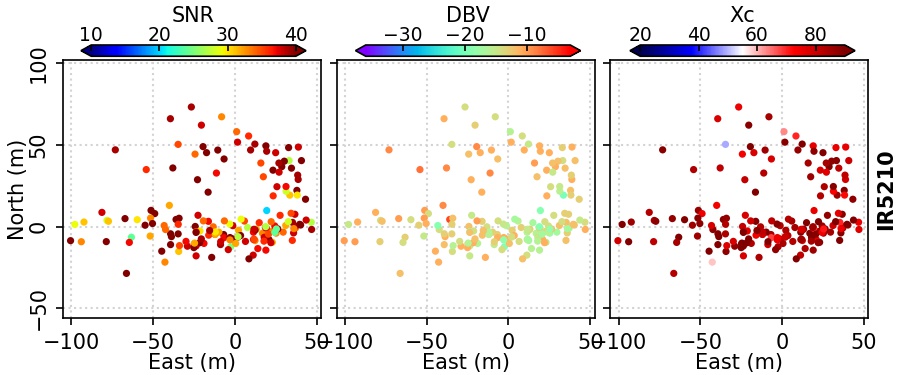 SNR DBV Xc
10 20 30 40 −30 −20 −10 20 40 60 80
100
50
0
−50
North (m)
IR5210
−100 −50 0 50 −100 −50 0 50 −100 −50 0 50
East (m) East (m) East (m)